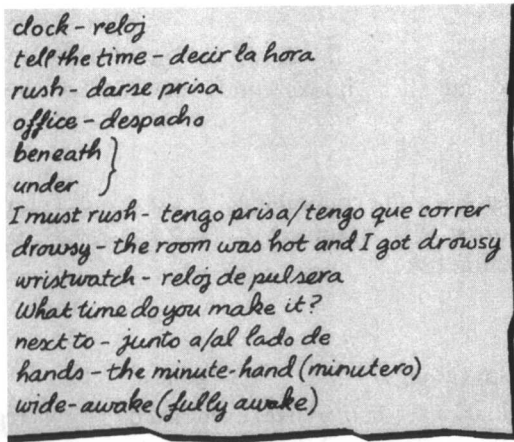 clock - reloj
tell the time - decir la hora
rush - darse prisa
office - despacho
beneath }
under
I must rush - tengo prisa/tengo que correr
drowsy - the room was hot and I got drowsy
wristwatch - reloj de pulsera
What time do you make it?
next to - junto a/al lado de
hands - the minute-hand (minutero)
wide-awake (fully awake)